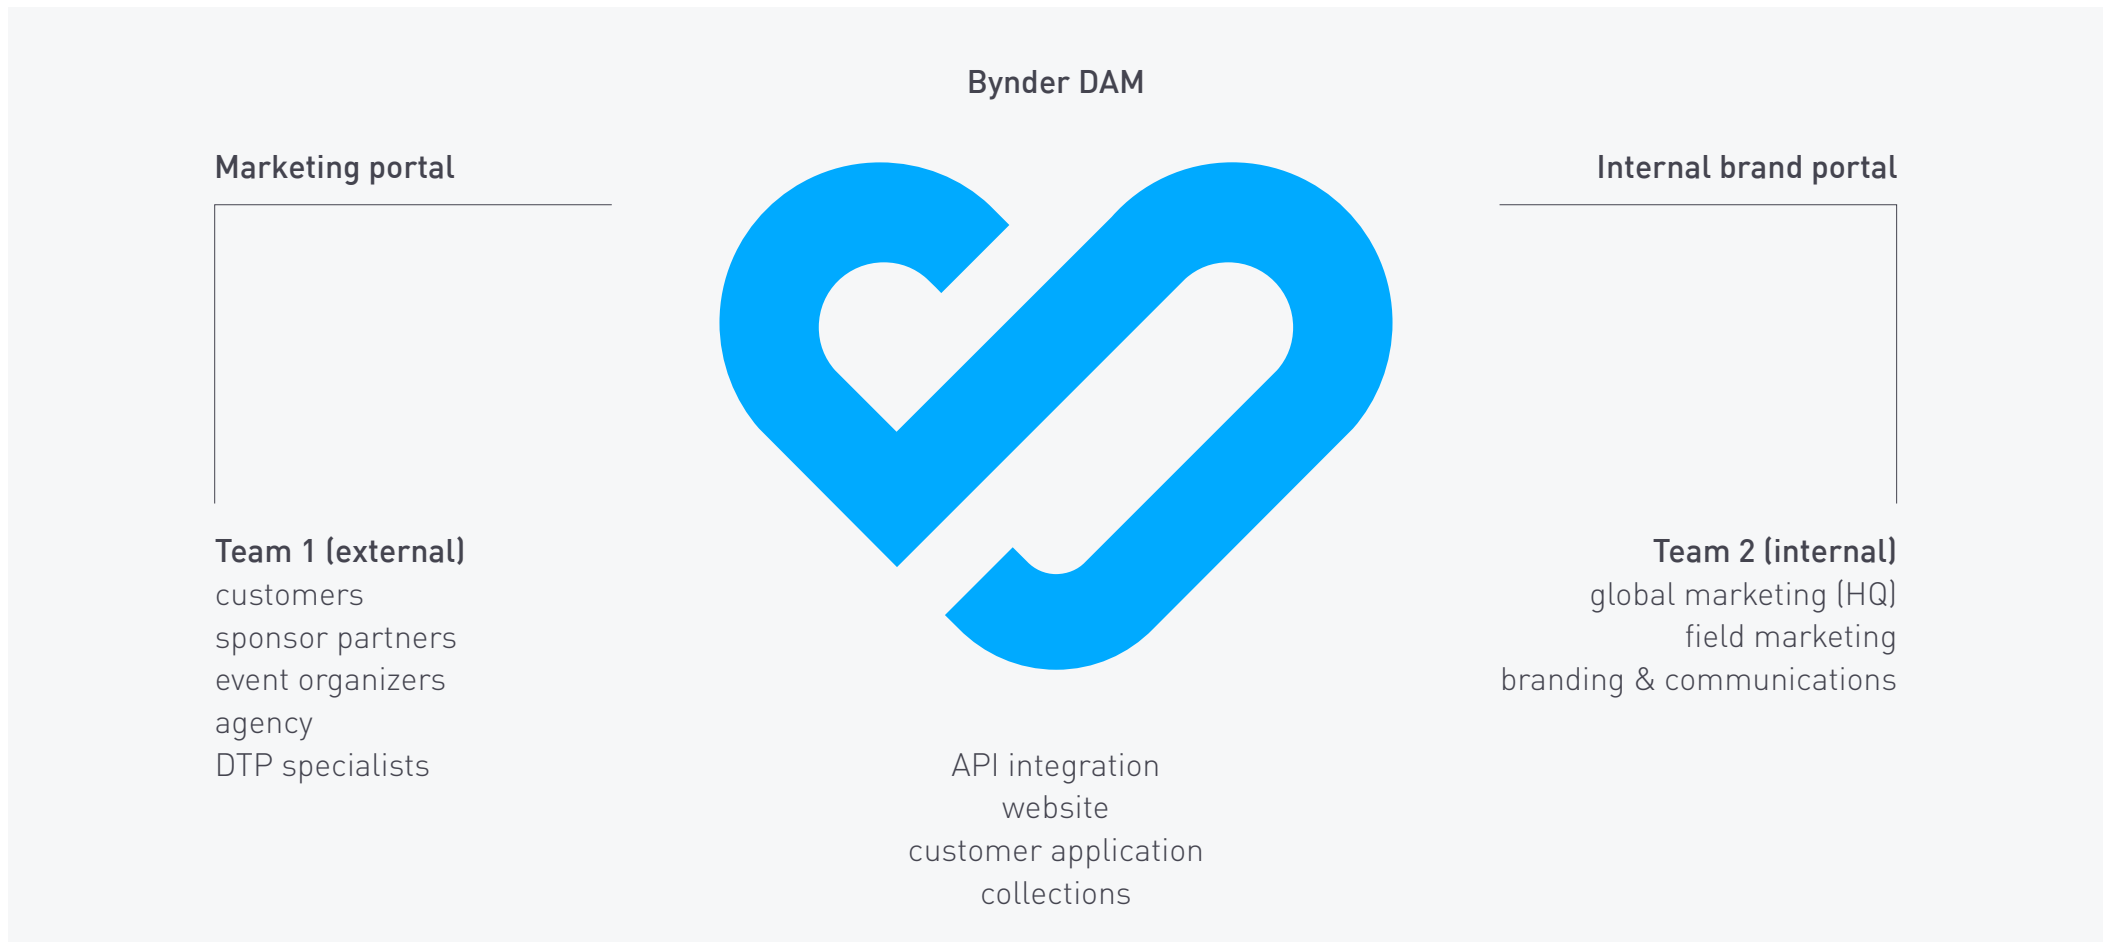 Bynder DAM
Marketing portal
Internal brand portal
Team 1 (external)
customers
sponsor partners
event organizers
agency
DTP specialists
Team 2 (internal)
global marketing (HQ)
field marketing
branding & communications
API integration
website
customer application
collections